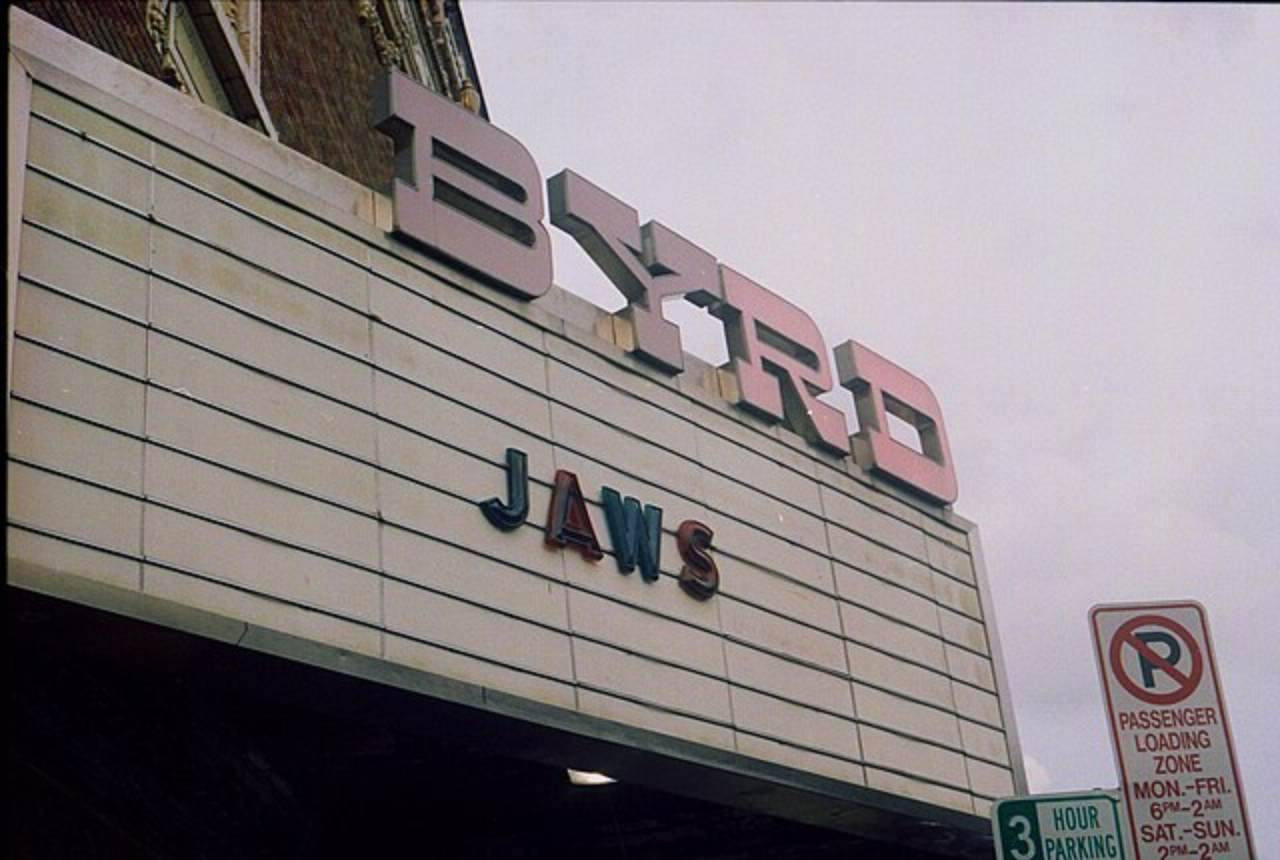 BYRD
JAWS
P
PASSENGER
LOADING
ZONE
MON.-FRI.
6PM-2AM
SAT.-SUN.
2PM-2AM
3 HOUR
PARKING